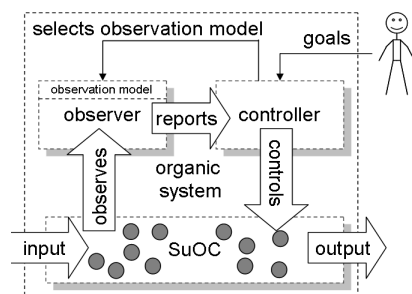 selects observation model
goals
observation model
observer
reports
controller
observes
organic
system
controls
input
SuOC
output